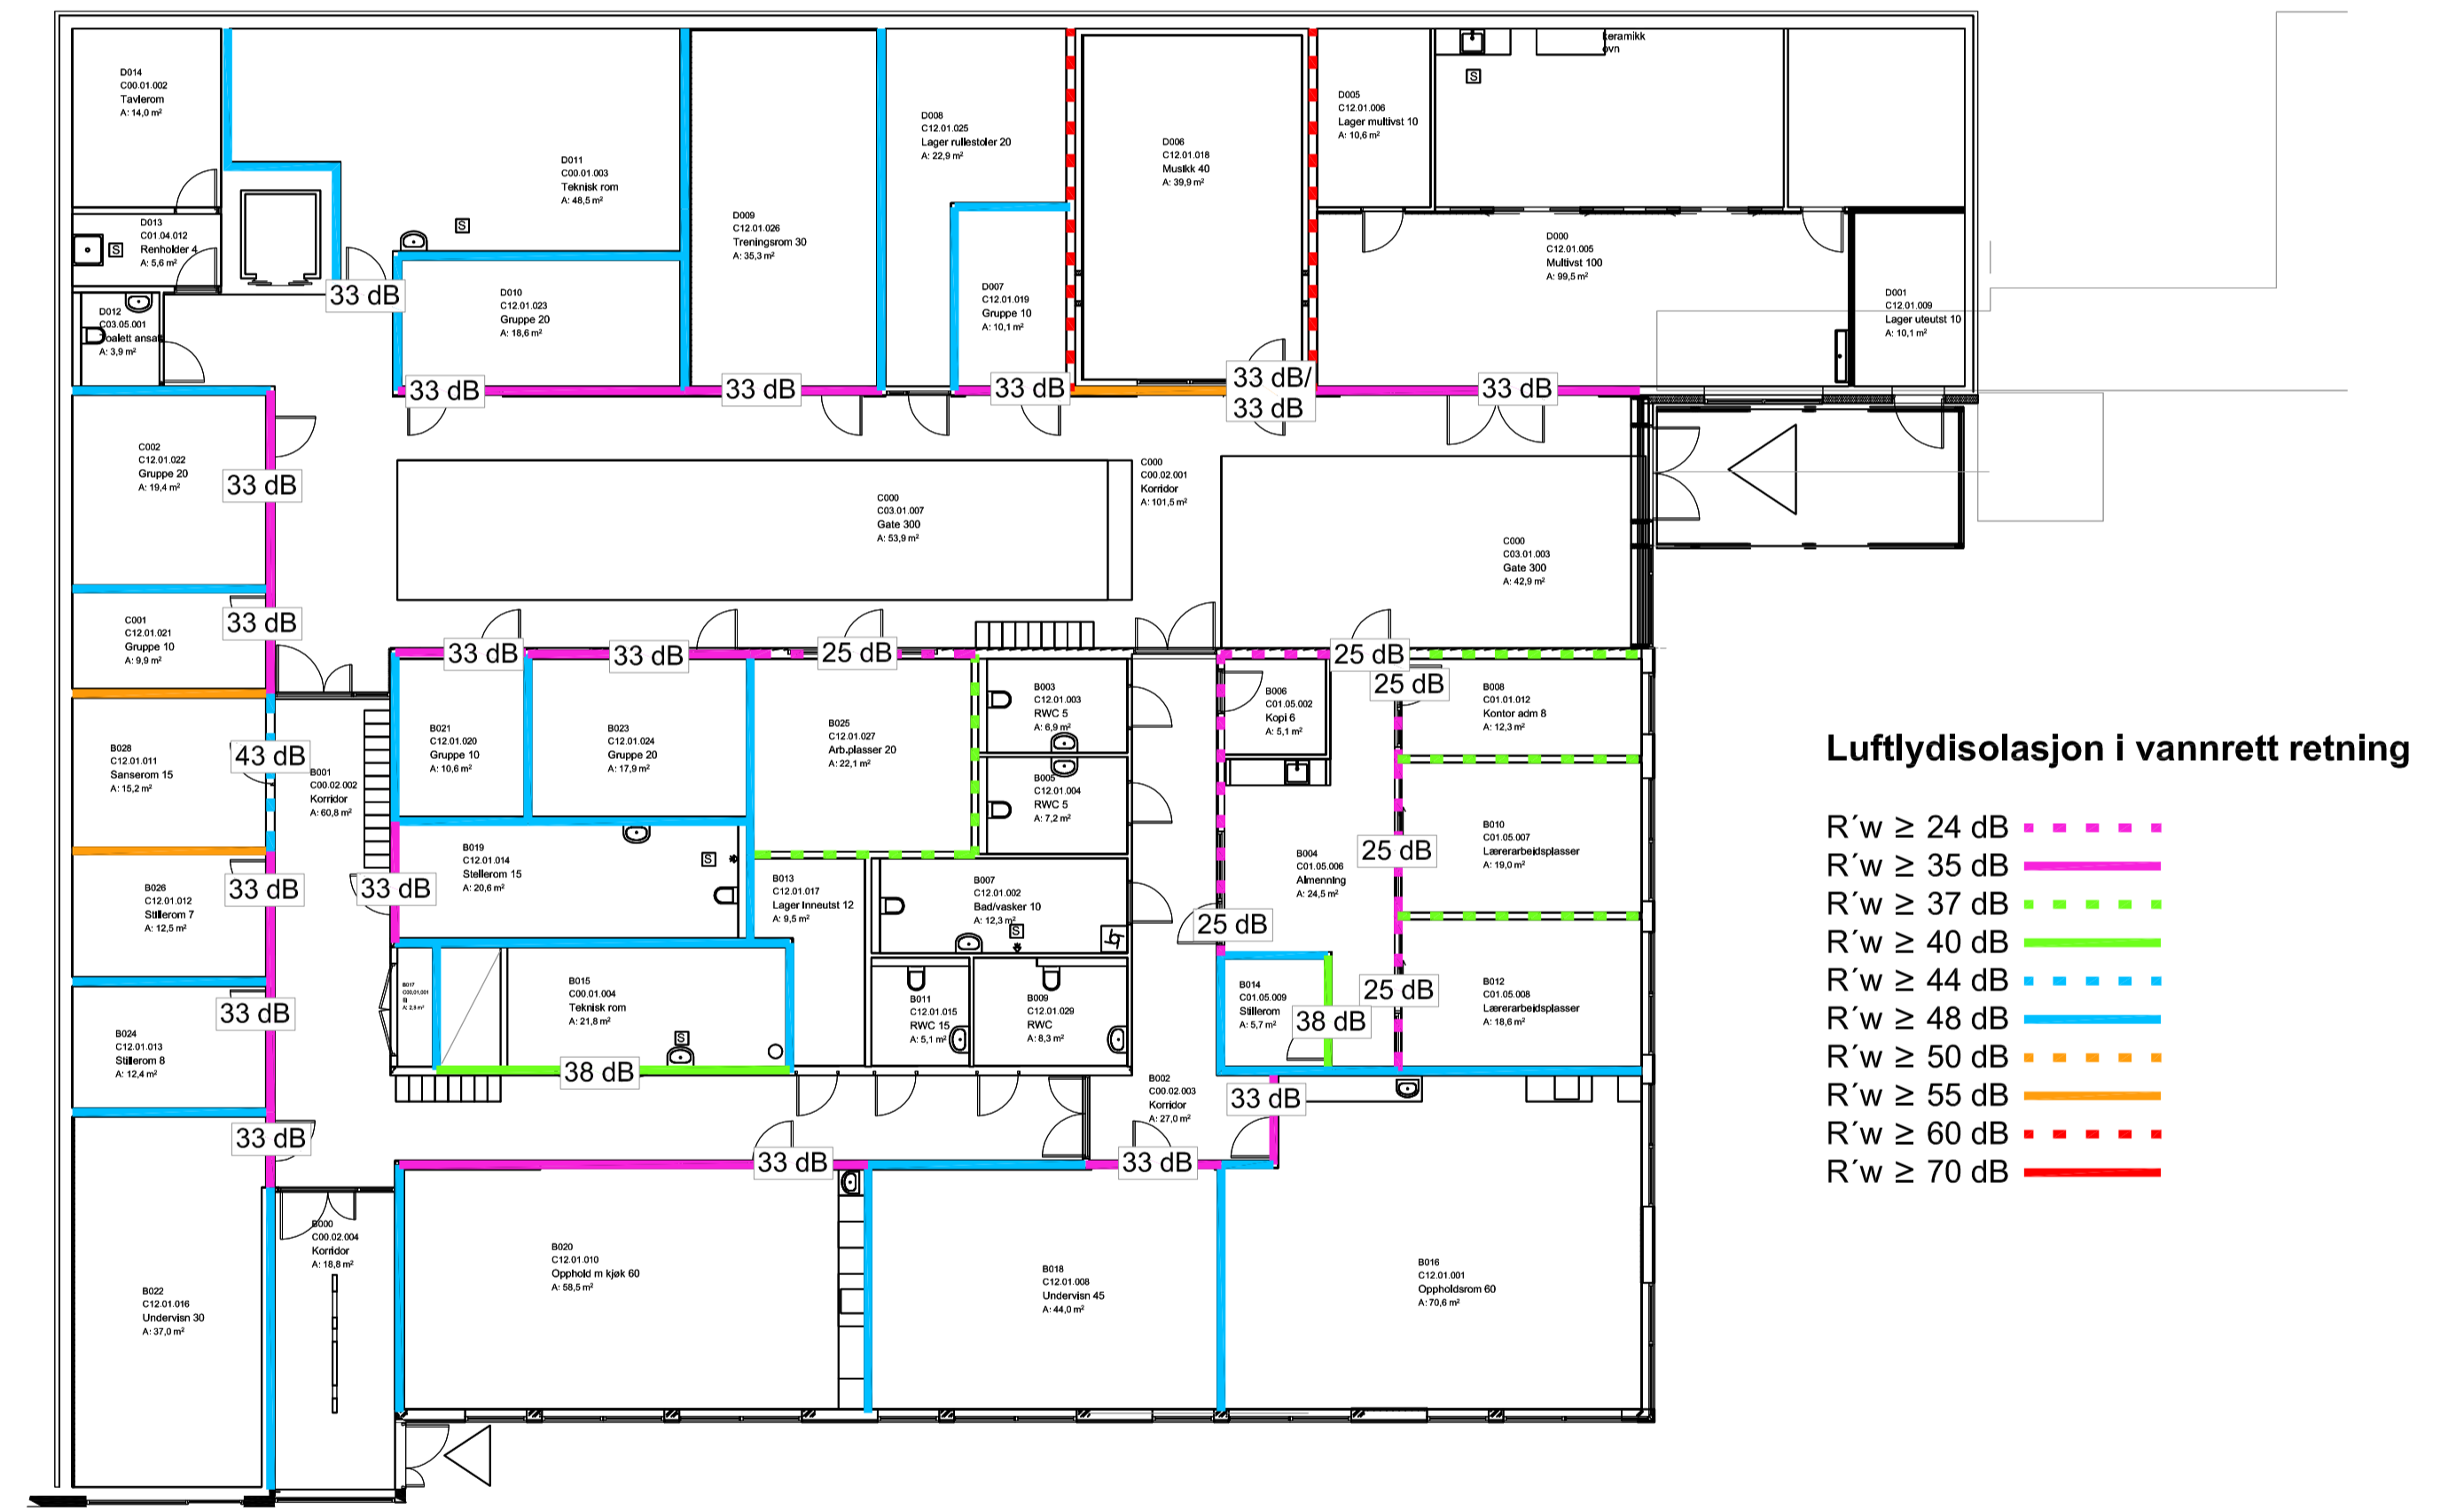 D014
C00.01.002
Tavlerom
A: 14,0 m²
D013
C01.04.012
Renholder 4
A: 5,6 m²
S
D012
C03.05.001
Toalett ansat
A: 3,9 m²
D011
C00.01.003
Teknisk rom
A: 48,5 m²
S
33 dB
D010
C12.01.023
Gruppe 20
A: 18,6 m²
33 dB
D009
C12.01.026
Treningsrom 30
A: 35,3 m²
33 dB
D008
C12.01.025
Lager rullestoler 20
A: 22,9 m²
D007
C12.01.019
Gruppe 10
A: 10,1 m²
33 dB
D006
C12.01.018
Musikk 40
A: 39,9 m²
33 dB/
33 dB
D005
C12.01.006
Lager multivst 10
A: 10,6 m²
keramikk
ovn
S
D000
C12.01.005
Multivst 100
A: 99,5 m²
33 dB
D001
C12.01.009
Lager uteutst 10
A: 10,1 m²
C002
C12.01.022
Gruppe 20
A: 19,4 m²
33 dB
C000
C03.01.007
Gate 300
A: 53,9 m²
C000
C00.02.001
Korridor
A: 101,5 m²
C000
C03.01.003
Gate 300
A: 42,9 m²
C001
C12.01.021
Gruppe 10
A: 9,9 m²
33 dB
33 dB
33 dB
25 dB
25 dB
25 dB
B028
C12.01.011
Sanserom 15
A: 15,2 m²
43 dB
B001
C00.02.002
Korridor
A: 60,8 m²
B021
C12.01.020
Gruppe 10
A: 10,6 m²
B023
C12.01.024
Gruppe 20
A: 17,9 m²
B025
C12.01.027
Arb.plasser 20
A: 22,1 m²
B003
C12.01.003
RWC 5
A: 6,9 m²
B005
C12.01.004
RWC 5
A: 7,2 m²
B006
C01.05.002
Kopi 6
A: 5,1 m²
B008
C01.01.012
Kontor adm 8
A: 12,3 m²
B010
C01.05.007
Lærerarbeidsplasser
A: 19,0 m²
25 dB
B004
C01.05.006
Almenning
A: 24,5 m²
25 dB
B026
C12.01.012
Stillerom 7
A: 12,5 m²
33 dB
33 dB
B019
C12.01.014
Stellerom 15
A: 20,6 m²
S
B013
C12.01.017
Lager Inneutst 12
A: 9,5 m²
B007
C12.01.002
Bad/vasker 10
A: 12,3 m²
S
B024
C12.01.013
Stillerom 8
A: 12,4 m²
33 dB
B017
C00.01.001
A: 2,9 m²
B015
C00.01.004
Teknisk rom
A: 21,8 m²
S
38 dB
B011
C12.01.015
RWC 15
A: 5,1 m²
B009
C12.01.029
RWC
A: 8,3 m²
B014
C01.05.009
Stillerom
A: 5,7 m²
38 dB
25 dB
B012
C01.05.008
Lærerarbeidsplasser
A: 18,6 m²
B002
C00.02.003
Korridor
A: 27,0 m²
33 dB
33 dB
33 dB
33 dB
B022
C12.01.016
Undervisn 30
A: 37,0 m²
B000
C00.02.004
Korridor
A: 18,8 m²
B020
C12.01.010
Opphold m kjøk 60
A: 58,5 m²
B018
C12.01.008
Undervisn 45
A: 44,0 m²
B016
C12.01.001
Oppholdsrom 60
A: 70,6 m²
Luftlydisolasjon i vannrett retning
R´w ≥ 24 dB
R´w ≥ 35 dB
R´w ≥ 37 dB
R´w ≥ 40 dB
R´w ≥ 44 dB
R´w ≥ 48 dB
R´w ≥ 50 dB
R´w ≥ 55 dB
R´w ≥ 60 dB
R´w ≥ 70 dB